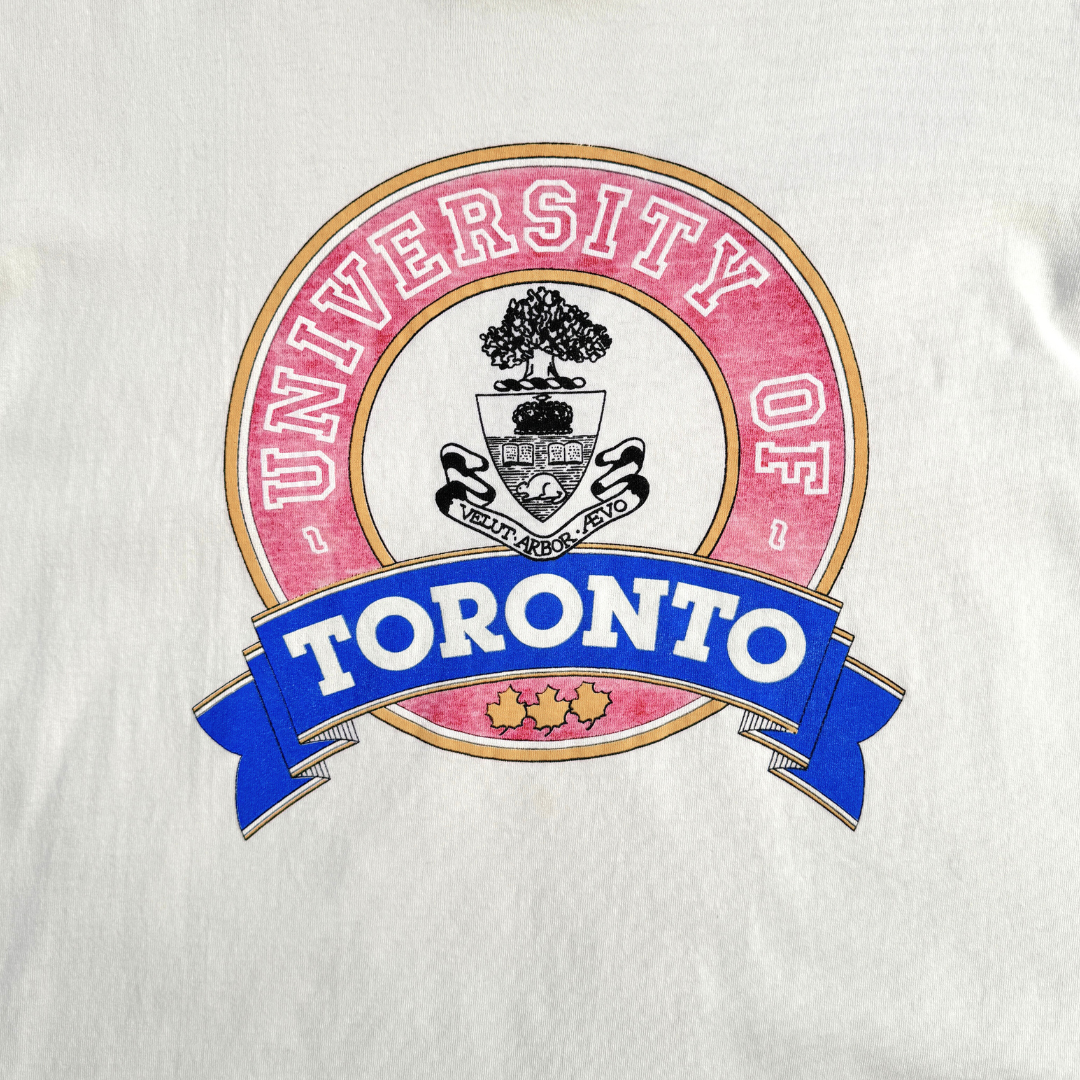 UNIVERSITY OF
VELUT · ARBOR · ÆVO
TORONTO